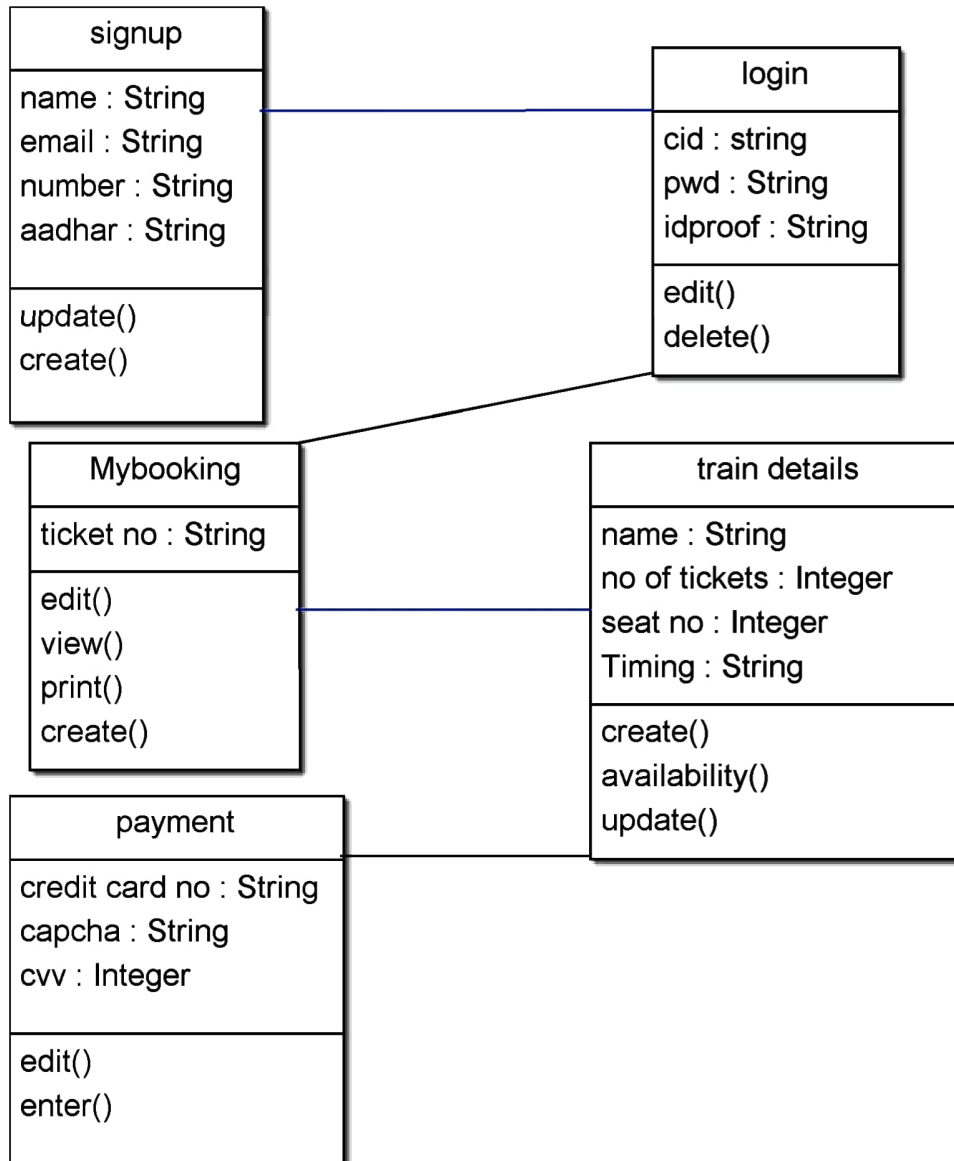 signup
name : String
email : String
number : String
aadhar : String
update()
create()
login
cid : string
pwd : String
idproof : String
edit()
delete()
Mybooking
ticket no : String
edit()
view()
print()
create()
train details
name : String
no of tickets : Integer
seat no : Integer
Timing : String
create()
availability()
update()
payment
credit card no : String
capcha : String
cvv : Integer
edit()
enter()